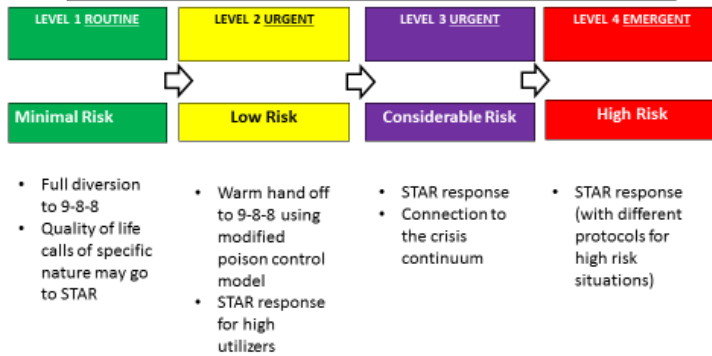 LEVEL 1 ROUTINE
LEVEL 2 URGENT
LEVEL 3 URGENT
LEVEL 4 EMERGENT
Minimal Risk
Low Risk
Considerable Risk
High Risk
• Full diversion
to 9-8-8
• Quality of life
calls of specific
nature may go
to STAR
• Warm hand off
to 9-8-8 using
modified
poison control
model
• STAR response
for high
utilizers
• STAR response
• Connection to
the crisis
continuum
• STAR response
(with different
protocols for
high risk
situations)